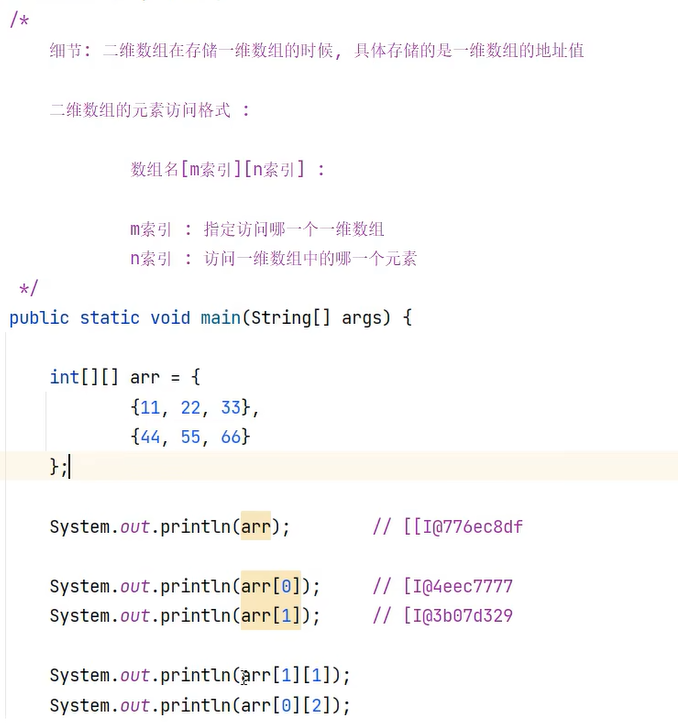 /*
细节: 二维数组在存储一维数组的时候, 具体存储的是一维数组的地址值
二维数组的元素访问格式 :
数组名[m索引][n索引] :
m索引 : 指定访问哪一个一维数组
n索引 : 访问一维数组中的哪一个元素
*/
public static void main(String[] args) {
int[][] arr = {
{11, 22, 33},
{44, 55, 66}
};
System.out.println(arr); // [[I@776ec8df
System.out.println(arr[0]); // [I@4eec7777
System.out.println(arr[1]); // [I@3b07d329
System.out.println(arr[1][1]);
System.out.println(arr[0][2]);